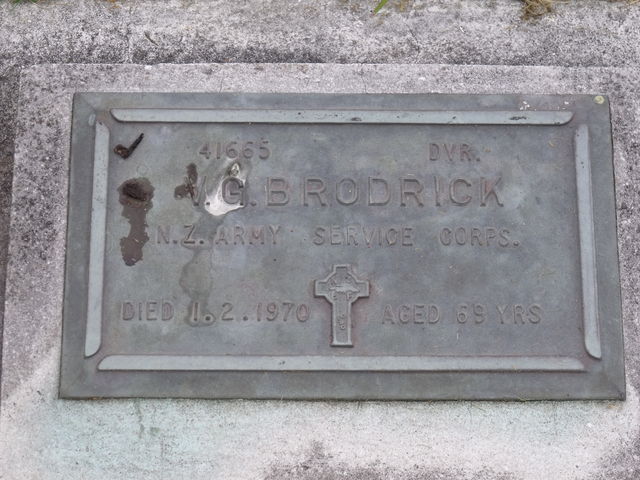 41665 DVR.
V.G. BRODRICK
N.Z. ARMY SERVICE CORPS.
DIED 1.2.1970 AGED 69 YRS